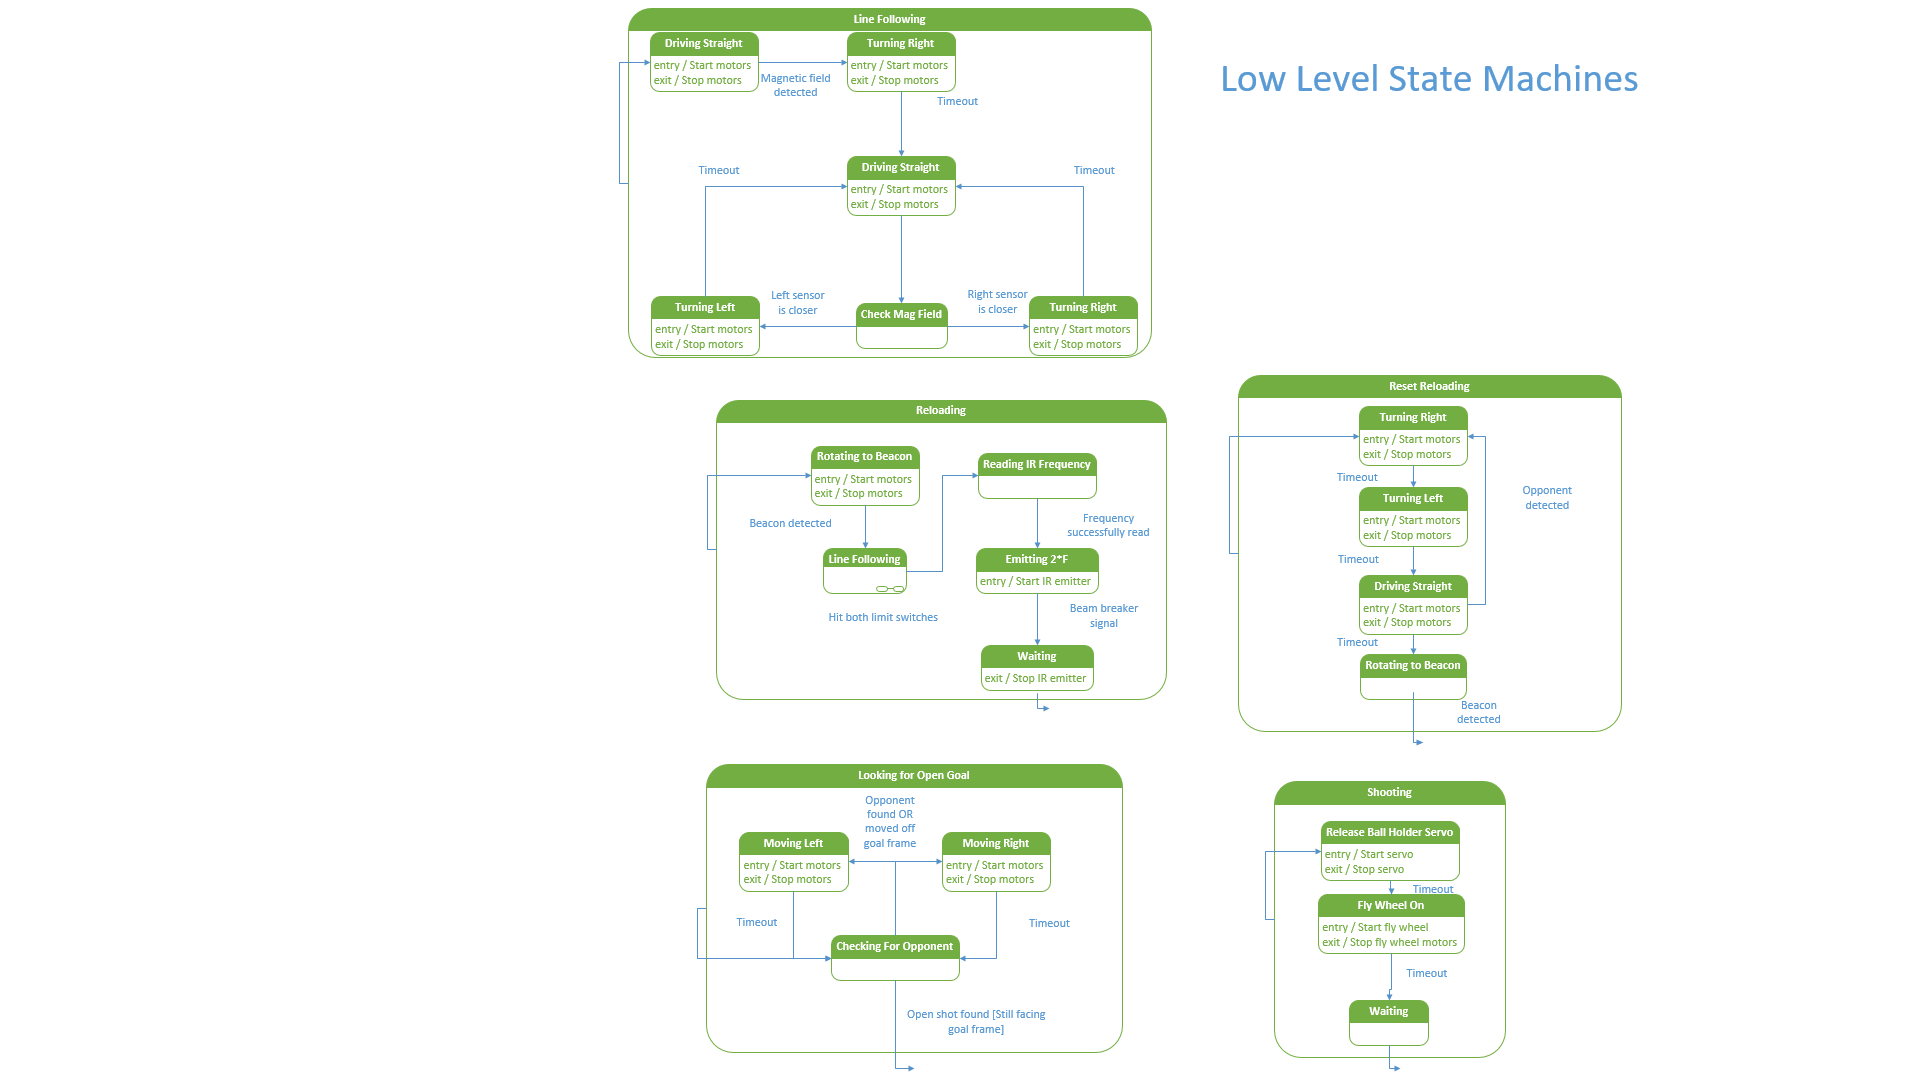 Low Level State Machines
Line Following
Driving Straight
entry / Start motors
exit / Stop motors
Magnetic field
detected
Turning Right
entry / Start motors
exit / Stop motors
Timeout
Timeout
Driving Straight
entry / Start motors
exit / Stop motors
Timeout
Turning Left
entry / Start motors
exit / Stop motors
Left sensor
is closer
Check Mag Field
Right sensor
is closer
Turning Right
entry / Start motors
exit / Stop motors
Reloading
Rotating to Beacon
entry / Start motors
exit / Stop motors
Beacon detected
Line Following
Hit both limit switches
Reading IR Frequency
Frequency
successfully read
Emitting 2*F
entry / Start IR emitter
Beam breaker
signal
Waiting
exit / Stop IR emitter
Reset Reloading
Turning Right
entry / Start motors
exit / Stop motors
Timeout
Turning Left
entry / Start motors
exit / Stop motors
Opponent
detected
Timeout
Driving Straight
entry / Start motors
exit / Stop motors
Timeout
Rotating to Beacon
Beacon
detected
Looking for Open Goal
Opponent
found OR
moved off
goal frame
Moving Left
entry / Start motors
exit / Stop motors
Moving Right
entry / Start motors
exit / Stop motors
Timeout
Timeout
Checking For Opponent
Open shot found [Still facing
goal frame]
Shooting
Release Ball Holder Servo
entry / Start servo
exit / Stop servo
Timeout
Fly Wheel On
entry / Start fly wheel
exit / Stop fly wheel motors
Timeout
Waiting